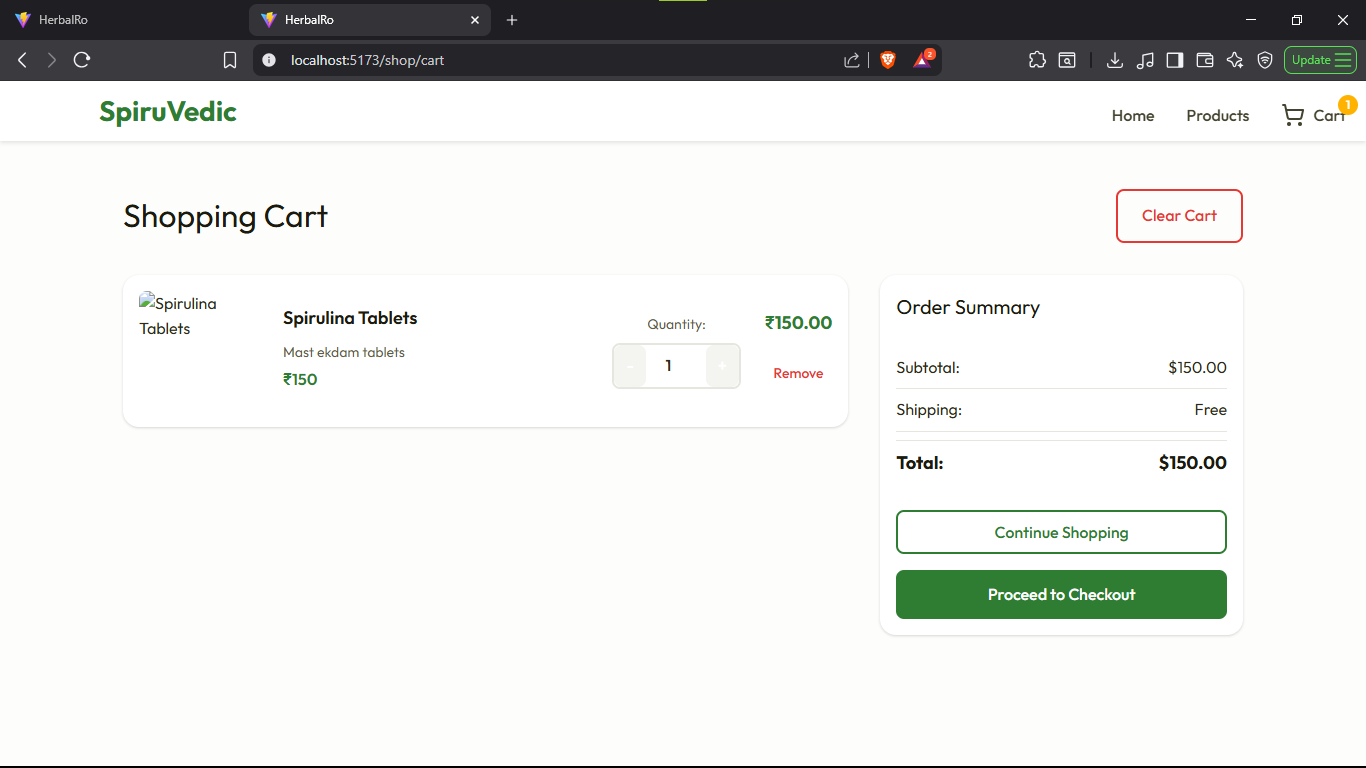 HerbalRo
HerbalRo
localhost:5173/shop/cart
2
Update
SpiruVedic
Home
Products
Cart
1
Shopping Cart
Clear Cart
Spirulina
Tablets
Spirulina Tablets
Mast ekdam tablets
₹150
Quantity:
- 1 +
₹150.00
Remove
Order Summary
Subtotal: $150.00
Shipping: Free
Total: $150.00
Continue Shopping
Proceed to Checkout